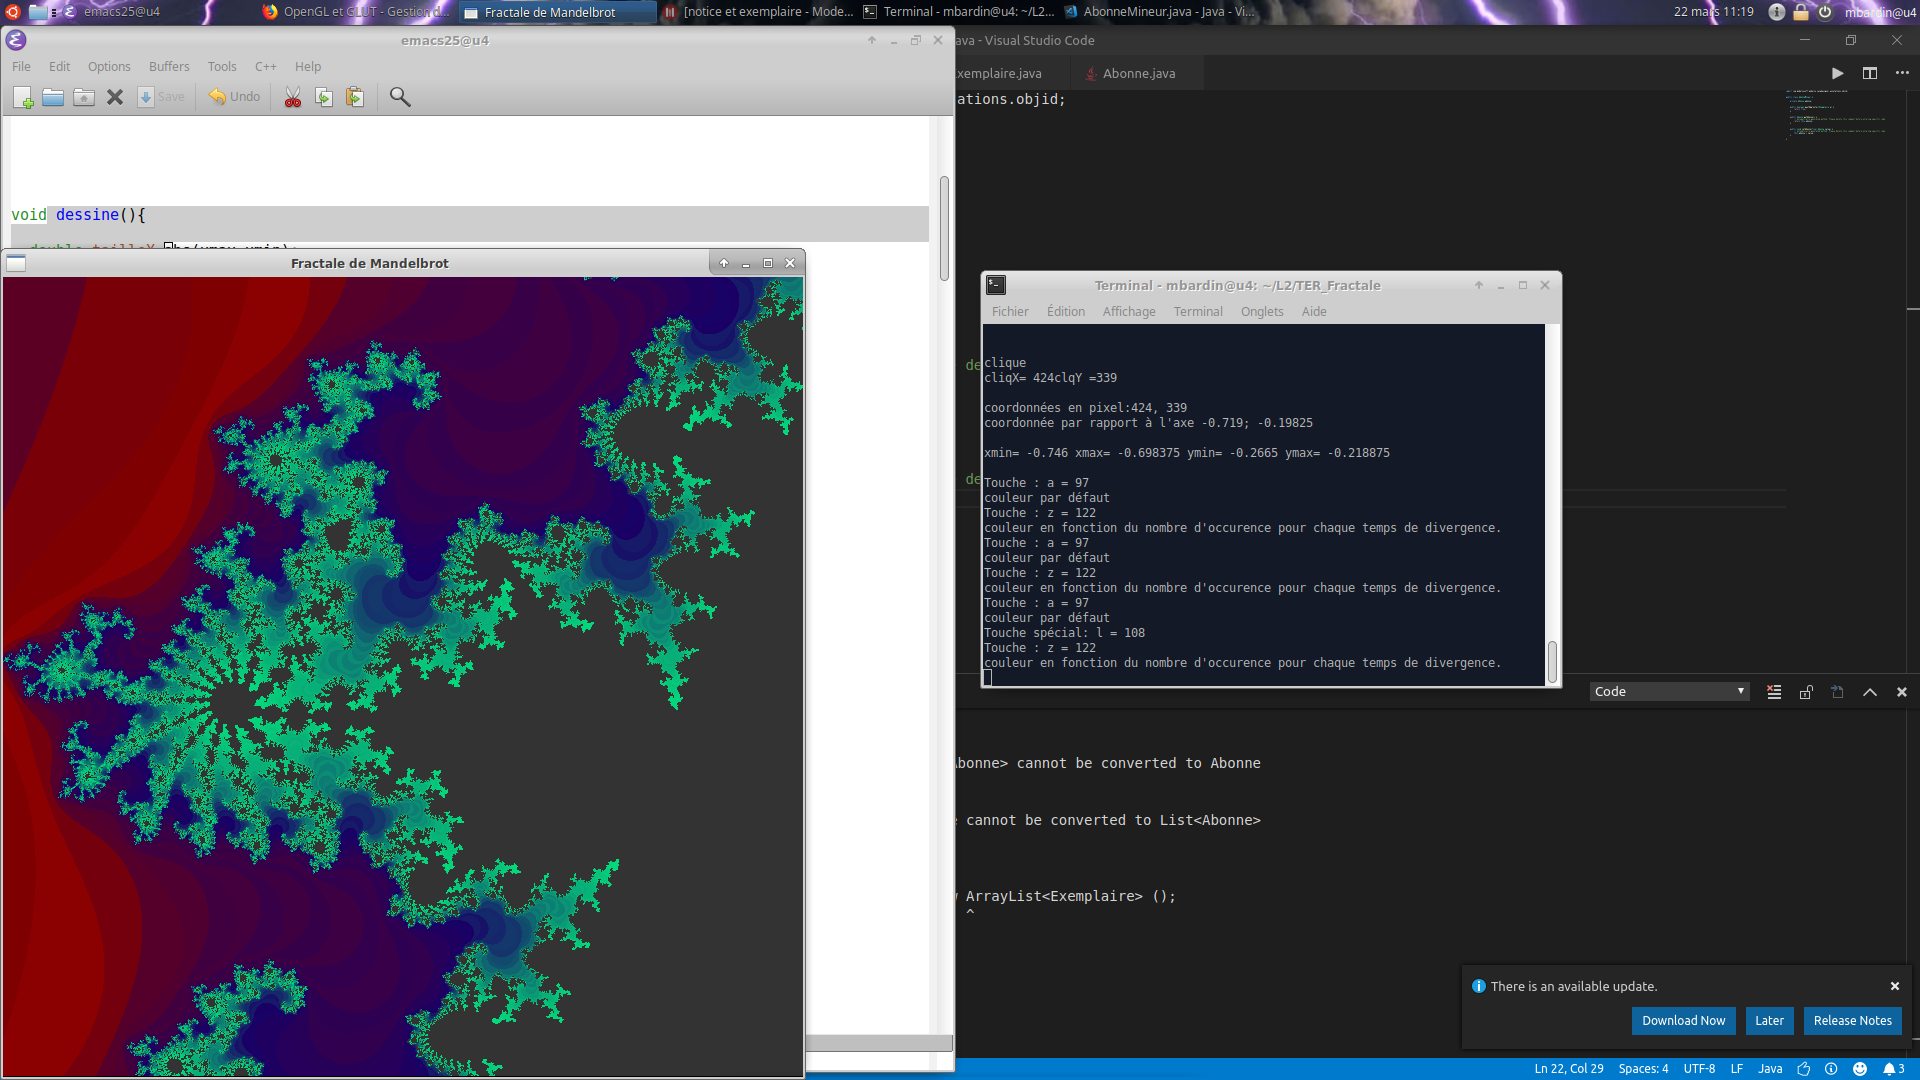 emacs25@u4
OpenGL et GLUT - Gestion d...
Fractale de Mandelbrot
[notice et exemplaire - Mode...
Terminal - mbardin@u4: ~/L2...
AbonneMineur.java - Java - Vi...
22 mars 11:19
mbardin@u4
emacs25@u4
File Edit Options Buffers Tools C++ Help
Save
Undo
void dessine(){
Fractale de Mandelbrot
ava - Visual Studio Code
Exemplaire.java
Abonne.java
ations.objid;
de
de
Terminal - mbardin@u4: ~/L2/TER_Fractale
Fichier Édition Affichage Terminal Onglets Aide
clique
cliqX= 424clqY =339
coordonnées en pixel:424, 339
coordonnée par rapport à l'axe -0.719; -0.19825
xmin= -0.746 xmax= -0.698375 ymin= -0.2665 ymax= -0.218875
Touche : a = 97
couleur par défaut
Touche : z = 122
couleur en fonction du nombre d'occurence pour chaque temps de divergence.
Touche : a = 97
couleur par défaut
Touche : z = 122
couleur en fonction du nombre d'occurence pour chaque temps de divergence.
Touche : a = 97
couleur par défaut
Touche spécial: l = 108
Touche : z = 122
couleur en fonction du nombre d'occurence pour chaque temps de divergence.
Code
Abonne> cannot be converted to Abonne
cannot be converted to List<Abonne>
ArrayList<Exemplaire> ();
^
There is an available update.
Download Now
Later
Release Notes
Ln 22, Col 29
Spaces: 4
UTF-8
LF
Java
3